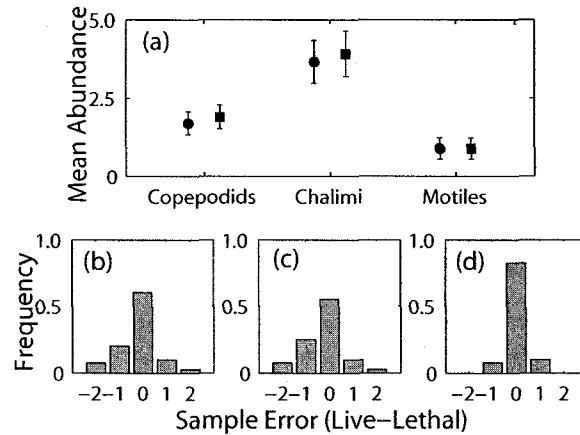 (a)
Mean Abundance
5.0
2.5
0
Copepodids Chalimi Motiles
Frequency
(b)
1.0
0.5
0
−2 −1 0 1 2
(c)
1.0
0.5
0
−2 −1 0 1 2
(d)
1.0
0.5
0
−2 −1 0 1 2
Sample Error (Live−Lethal)